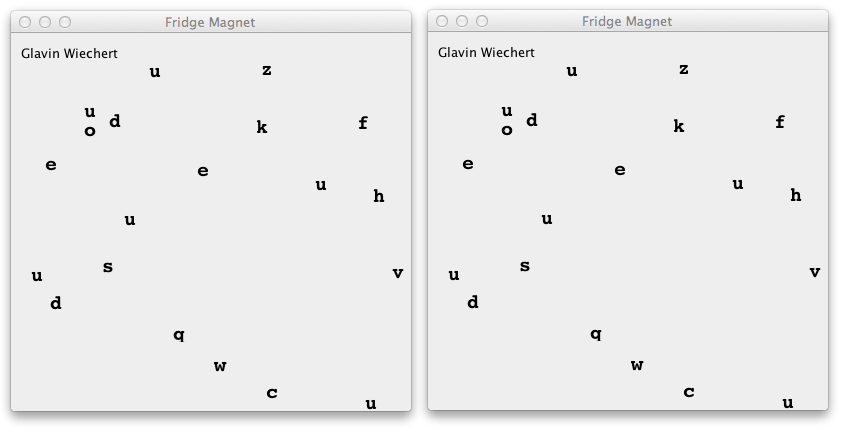 Fridge Magnet
Glavin Wiechert
u z
u d k f
o
e e u h
u
u s v
d
q
w
c u
Fridge Magnet
Glavin Wiechert
u z
u d k f
o
e e u h
u
u s v
d
q
w
c u